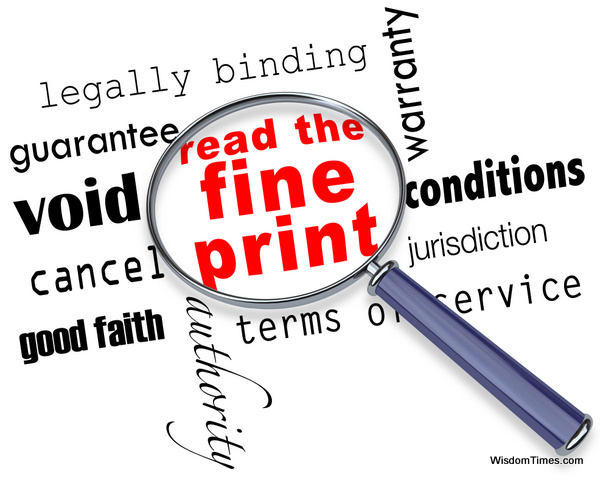 legally binding
warranty
guarantee
read the
fine
print
void
conditions
cancel
jurisdiction
good faith
terms of service
authority
WisdomTimes.com